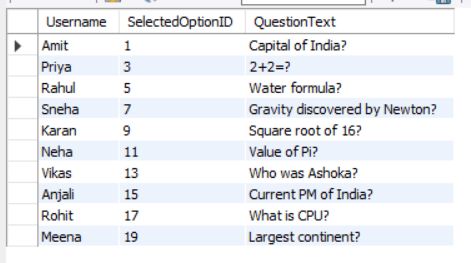 Username SelectedOptionID QuestionText
Amit 1 Capital of India?
Priya 3 2+2=?
Rahul 5 Water formula?
Sneha 7 Gravity discovered by Newton?
Karan 9 Square root of 16?
Neha 11 Value of Pi?
Vikas 13 Who was Ashoka?
Anjali 15 Current PM of India?
Rohit 17 What is CPU?
Meena 19 Largest continent?